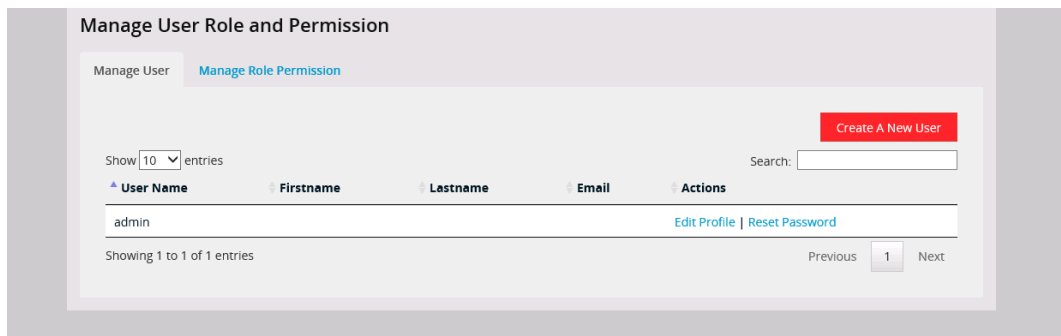 Manage User Role and Permission
Manage User Manage Role Permission
Create A New User
Show 10 entries Search:
User Name Firstname Lastname Email Actions
admin Edit Profile | Reset Password
Showing 1 to 1 of 1 entries Previous 1 Next